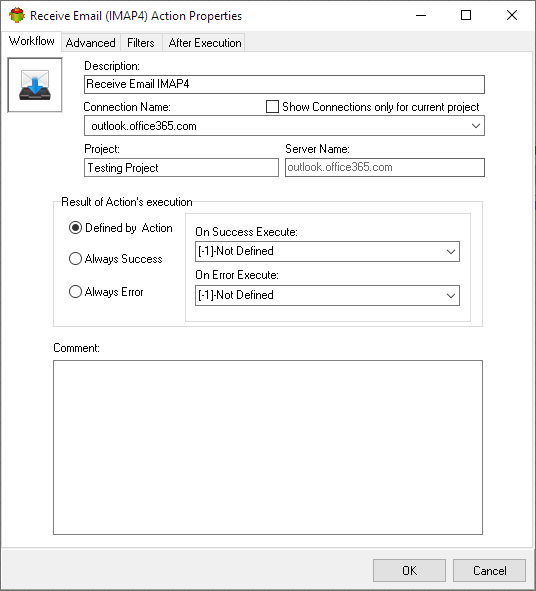 Receive Email (IMAP4) Action Properties
Workflow Advanced Filters After Execution
Description:
Receive Email IMAP4
Connection Name: Show Connections only for current project
outlook.office365.com
Project: Server Name:
Testing Project outlook.office365.com
Result of Action's execution
Defined by Action
On Success Execute:
[-1]-Not Defined
Always Success
On Error Execute:
[-1]-Not Defined
Always Error
Comment:
OK Cancel